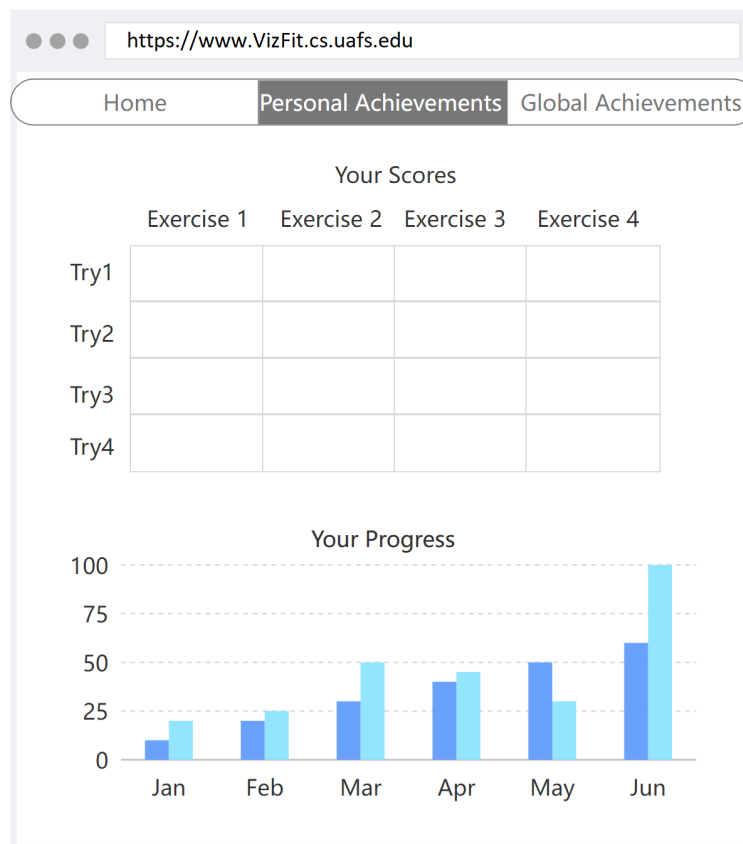 https://www.VizFit.cs.uafs.edu
Home Personal Achievements Global Achievements
Your Scores
Exercise 1 Exercise 2 Exercise 3 Exercise 4
Try1
Try2
Try3
Try4
Your Progress
100
75
50
25
0
Jan Feb Mar Apr May Jun